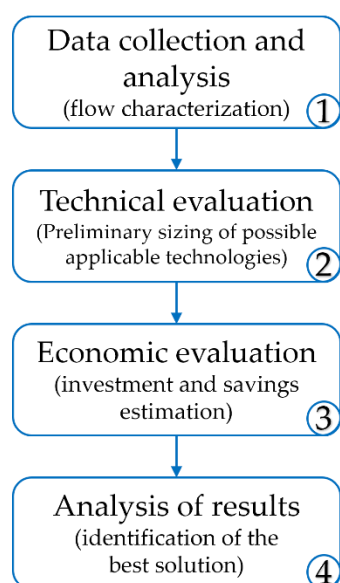 Data collection and
analysis
(flow characterization)
1
Technical evaluation
(Preliminary sizing of possible
applicable technologies)
2
Economic evaluation
(investment and savings
estimation)
3
Analysis of results
(identification of the
best solution)
4